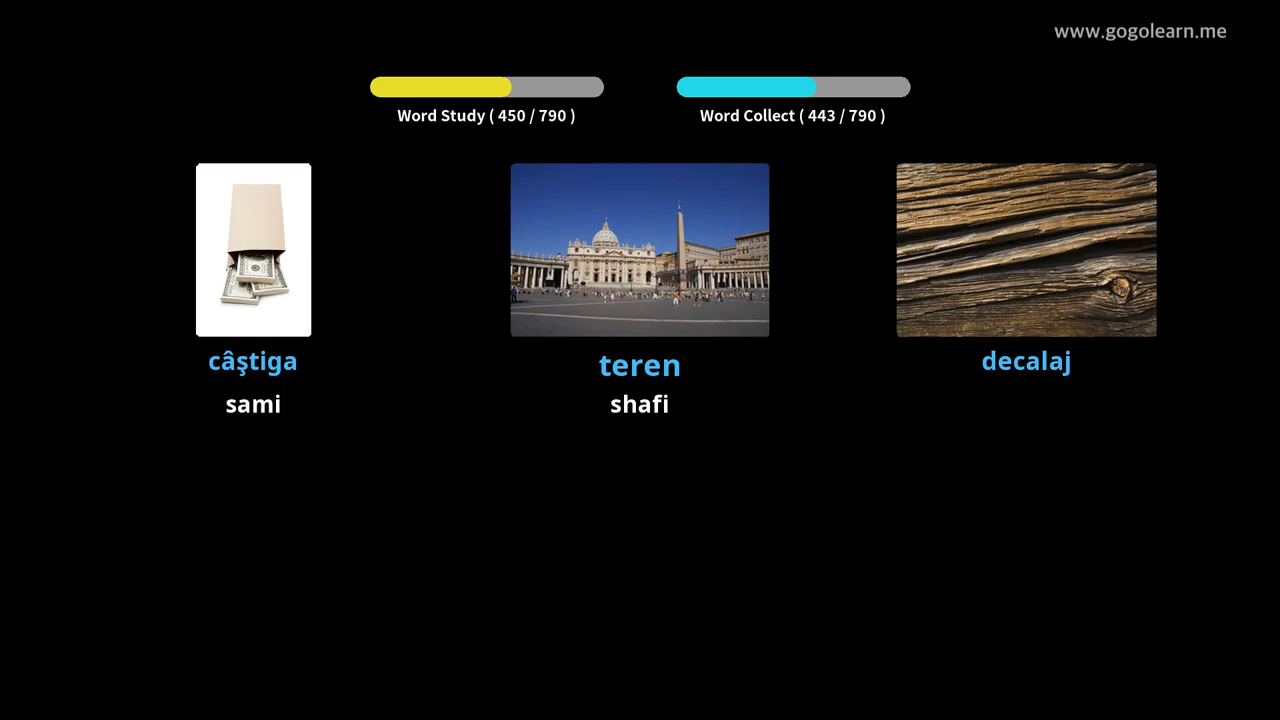 www.gogolearn.me
Word Study ( 450 / 790 )
Word Collect ( 443 / 790 )
câştiga
teren
decalaj
sami
shafi